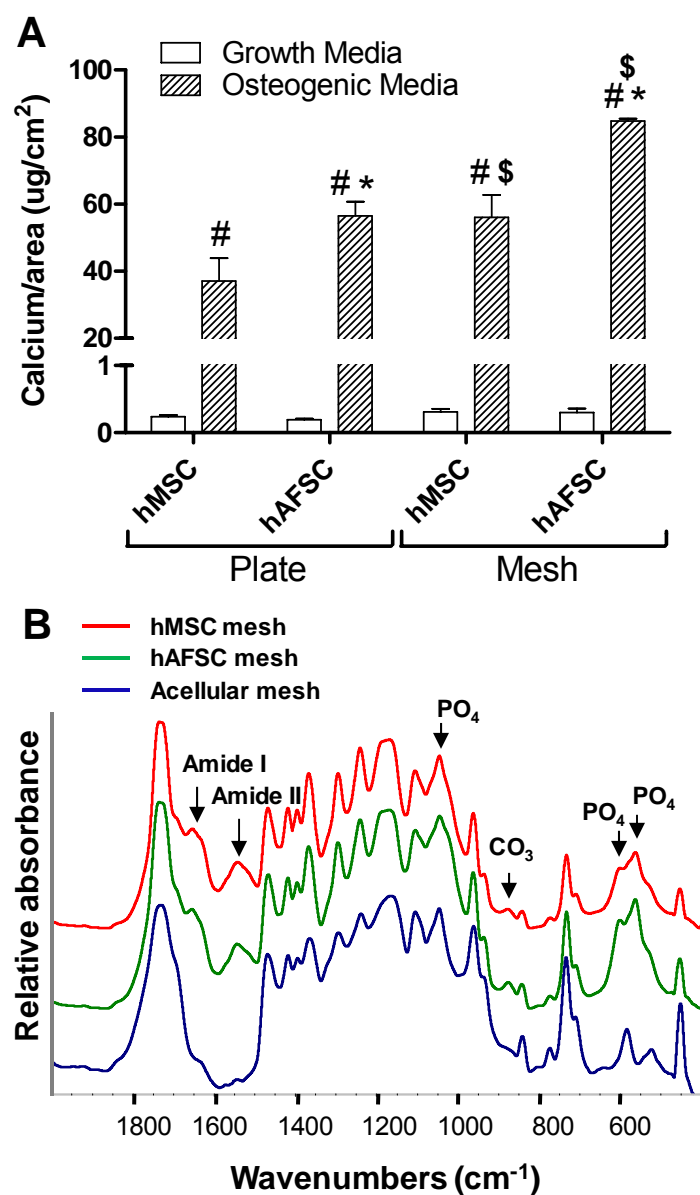 A
Growth Media
Osteogenic Media
Calcium/area (ug/cm²)
100
80
60
40
20
1
0
#
# *
# $
$
# *
hMSC
hAFSC
hMSC
hAFSC
Plate
Mesh
B
hMSC mesh
hAFSC mesh
Acellular mesh
Relative absorbance
Amide I
Amide II
PO₄
CO₃
PO₄
PO₄
1800 1600 1400 1200 1000 800 600
Wavenumbers (cm⁻¹)